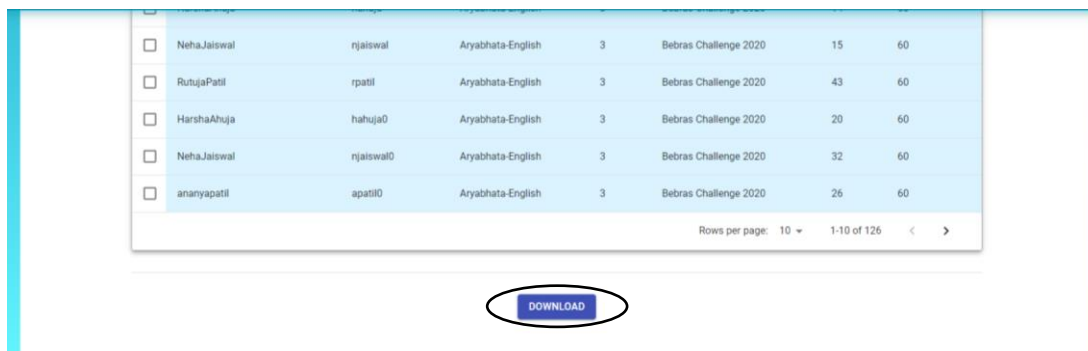 NehaJaiswal njaiswal Aryabhata-English 3 Bebras Challenge 2020 15 60
RutujaPatil rpatil Aryabhata-English 3 Bebras Challenge 2020 43 60
HarshaAhuja hahuja0 Aryabhata-English 3 Bebras Challenge 2020 20 60
NehaJaiswal njaiswal0 Aryabhata-English 3 Bebras Challenge 2020 32 60
ananyapatil apatil0 Aryabhata-English 3 Bebras Challenge 2020 26 60
Rows per page: 10 1-10 of 126
DOWNLOAD